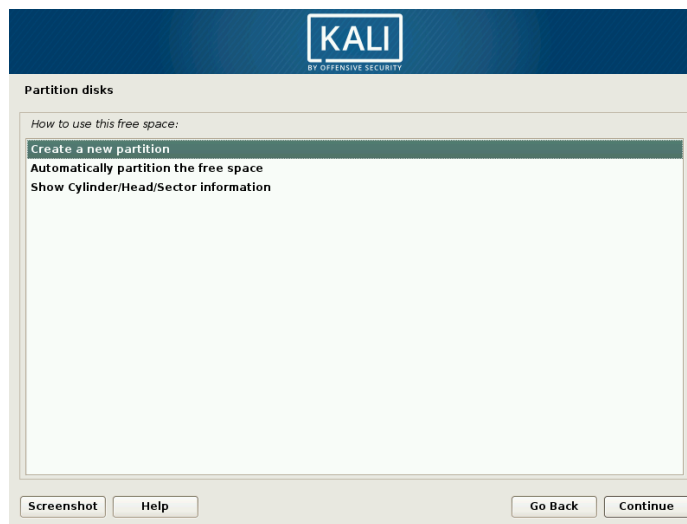 KALI
BY OFFENSIVE SECURITY
Partition disks
How to use this free space:
Create a new partition
Automatically partition the free space
Show Cylinder/Head/Sector information
Screenshot Help Go Back Continue